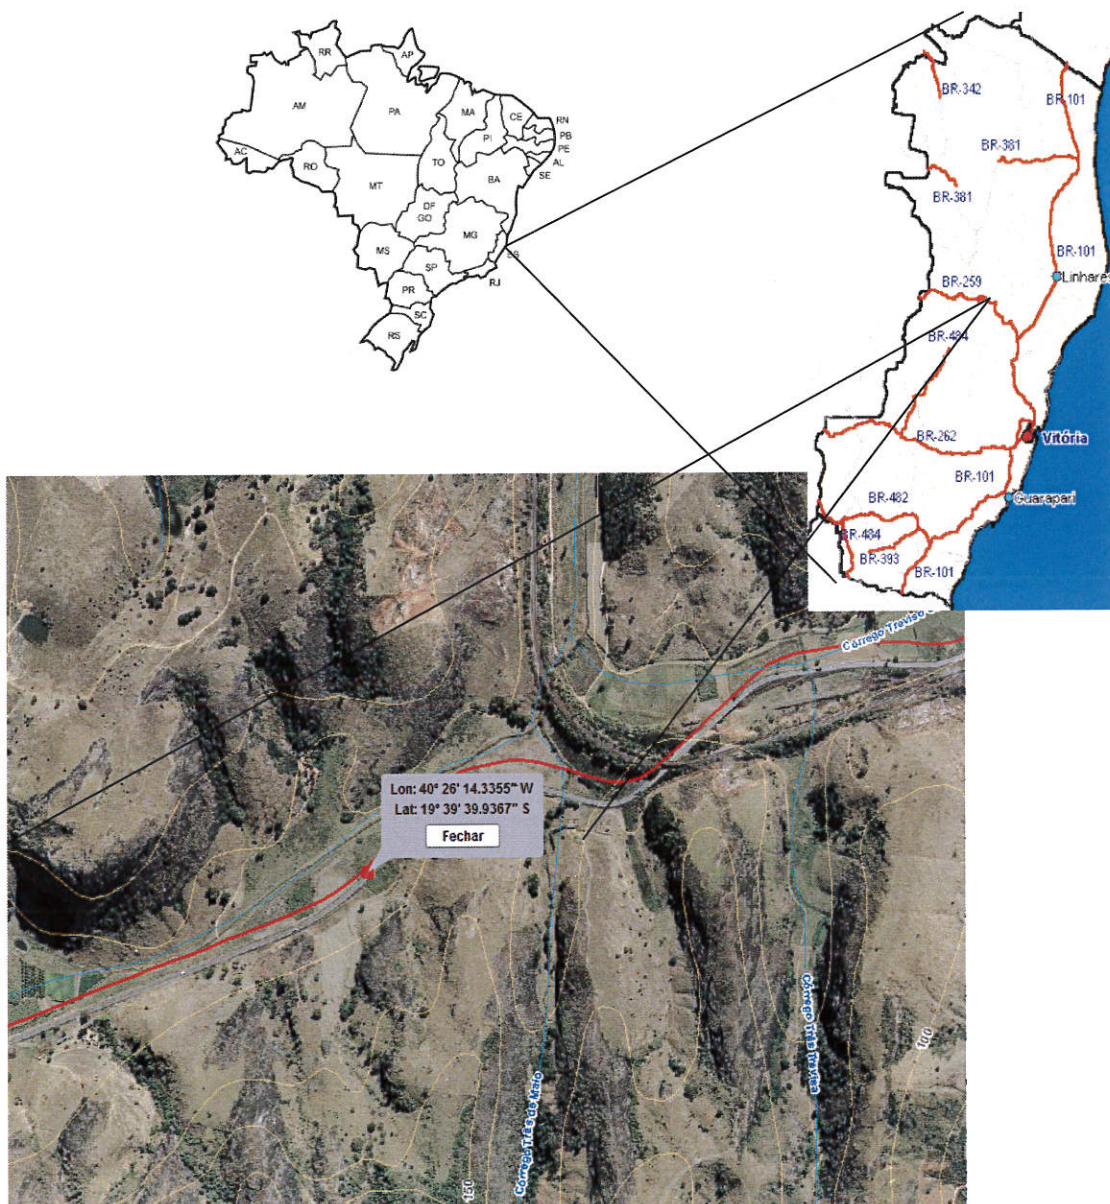 RR
AP
AM
PA
MA
CE
RN
PI
PB
PE
AC
AL
TO
SE
RO
BA
MT
DF
GO
MG
MS
ES
SP
RJ
PR
SC
RS
BR-342
BR-101
BR-381
BR-381
BR-101
Linhares
BR-259
BR-484
BR-262
Vitória
BR-101
BR-482
Guarapari
BR-484
BR-393
BR-101
Córrego Traviso
Lon: 40° 26' 14.3355" W
Lat: 19° 39' 39.9367" S
Fechar
Córrego Três de Maio
Córrego Três Travisa
100
150